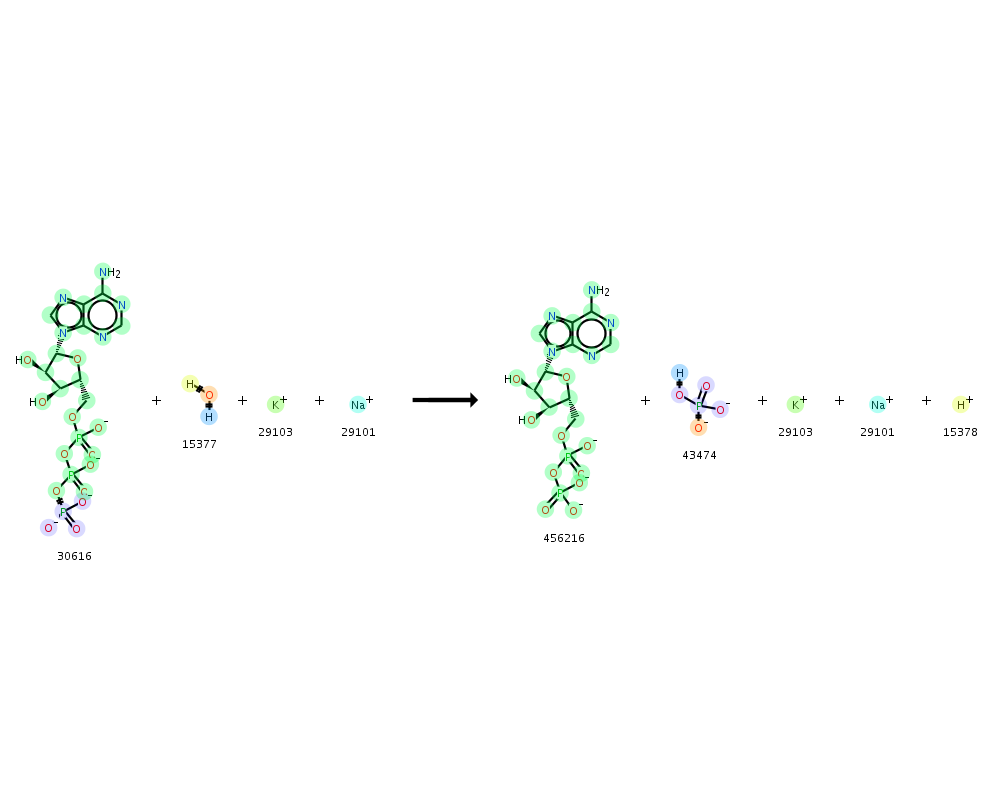 NH2
N
N
N
N
HO
O
HO
O
O-
P
O
O
O-
P
O
O
O-
P
O-
O
30616
+
H
O
H
15377
+
K+
29103
+
Na+
29101
NH2
N
N
N
N
HO
O
HO
O
O-
P
O
O
O-
P
O
O-
456216
+
H
O
O
P
O-
O-
43474
+
K+
29103
+
Na+
29101
+
H+
15378